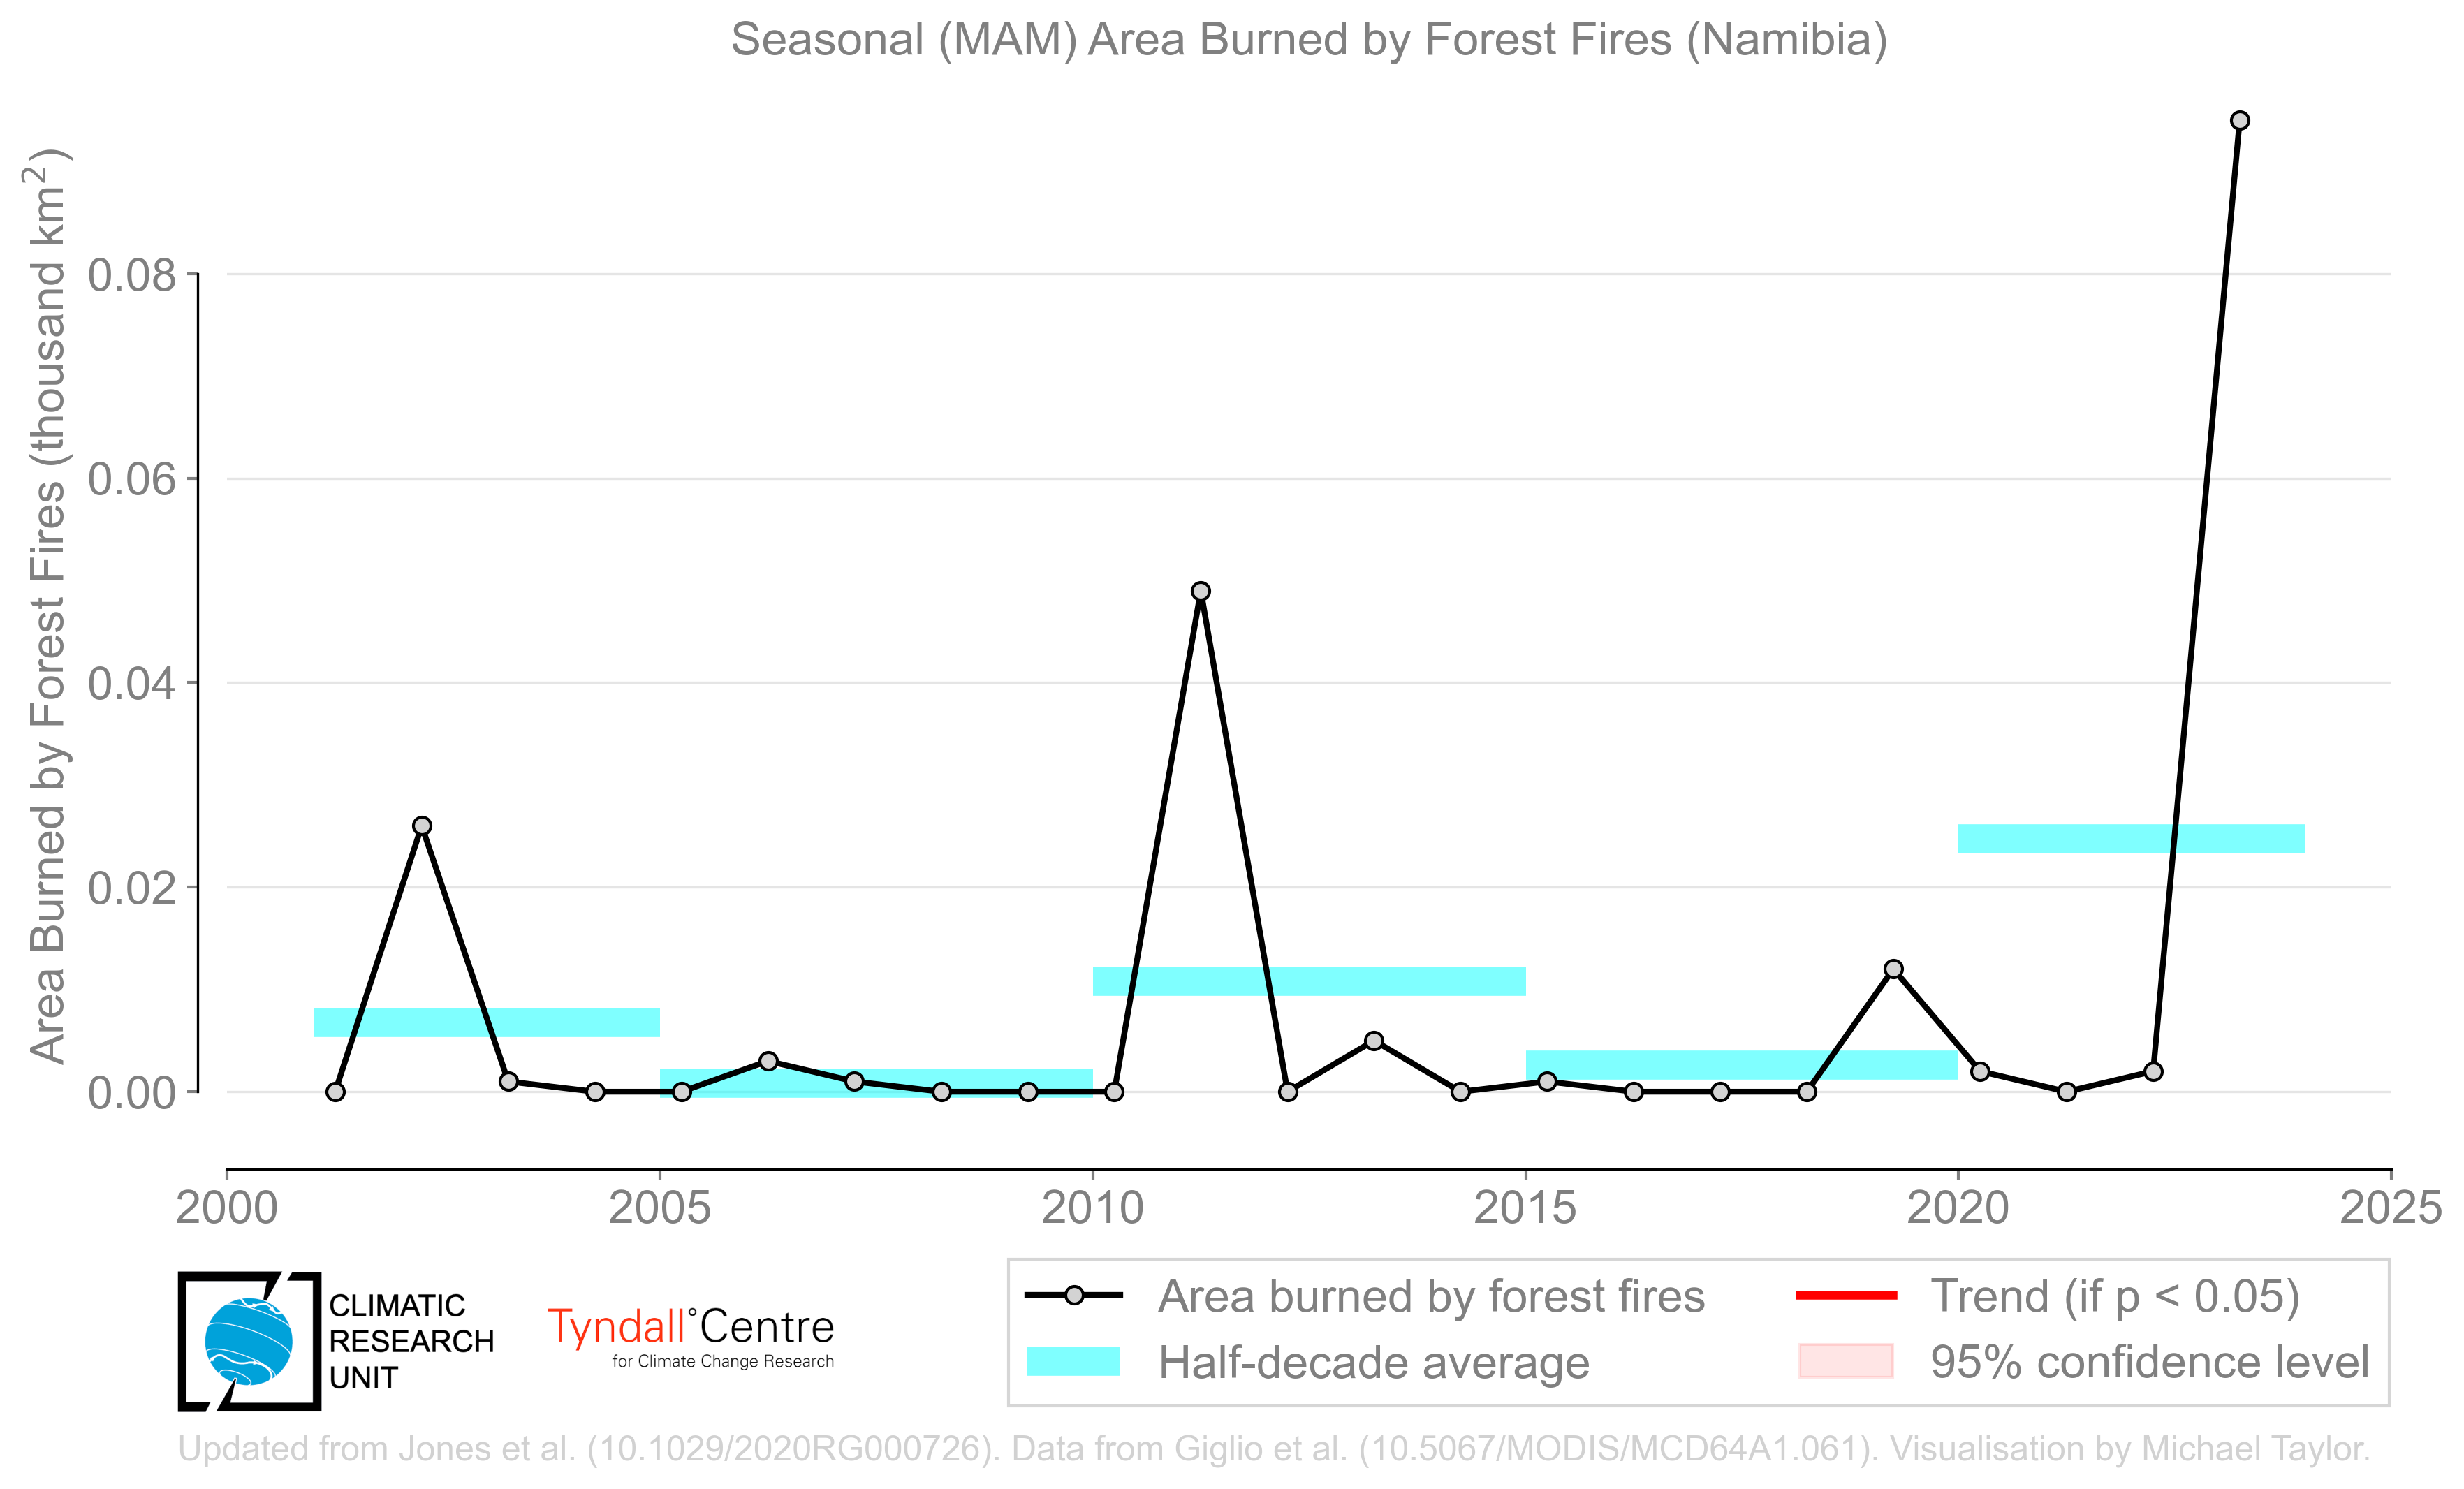 Seasonal (MAM) Area Burned by Forest Fires (Namibia)
Area Burned by Forest Fires (thousand km²)
0.08
0.06
0.04
0.02
0.00
2000 2005 2010 2015 2020 2025
CLIMATIC
RESEARCH
UNIT
Tyndall°Centre
for Climate Change Research
Area burned by forest fires
Half-decade average
Trend (if p < 0.05)
95% confidence level
Updated from Jones et al. (10.1029/2020RG000726). Data from Giglio et al. (10.5067/MODIS/MCD64A1.061). Visualisation by Michael Taylor.